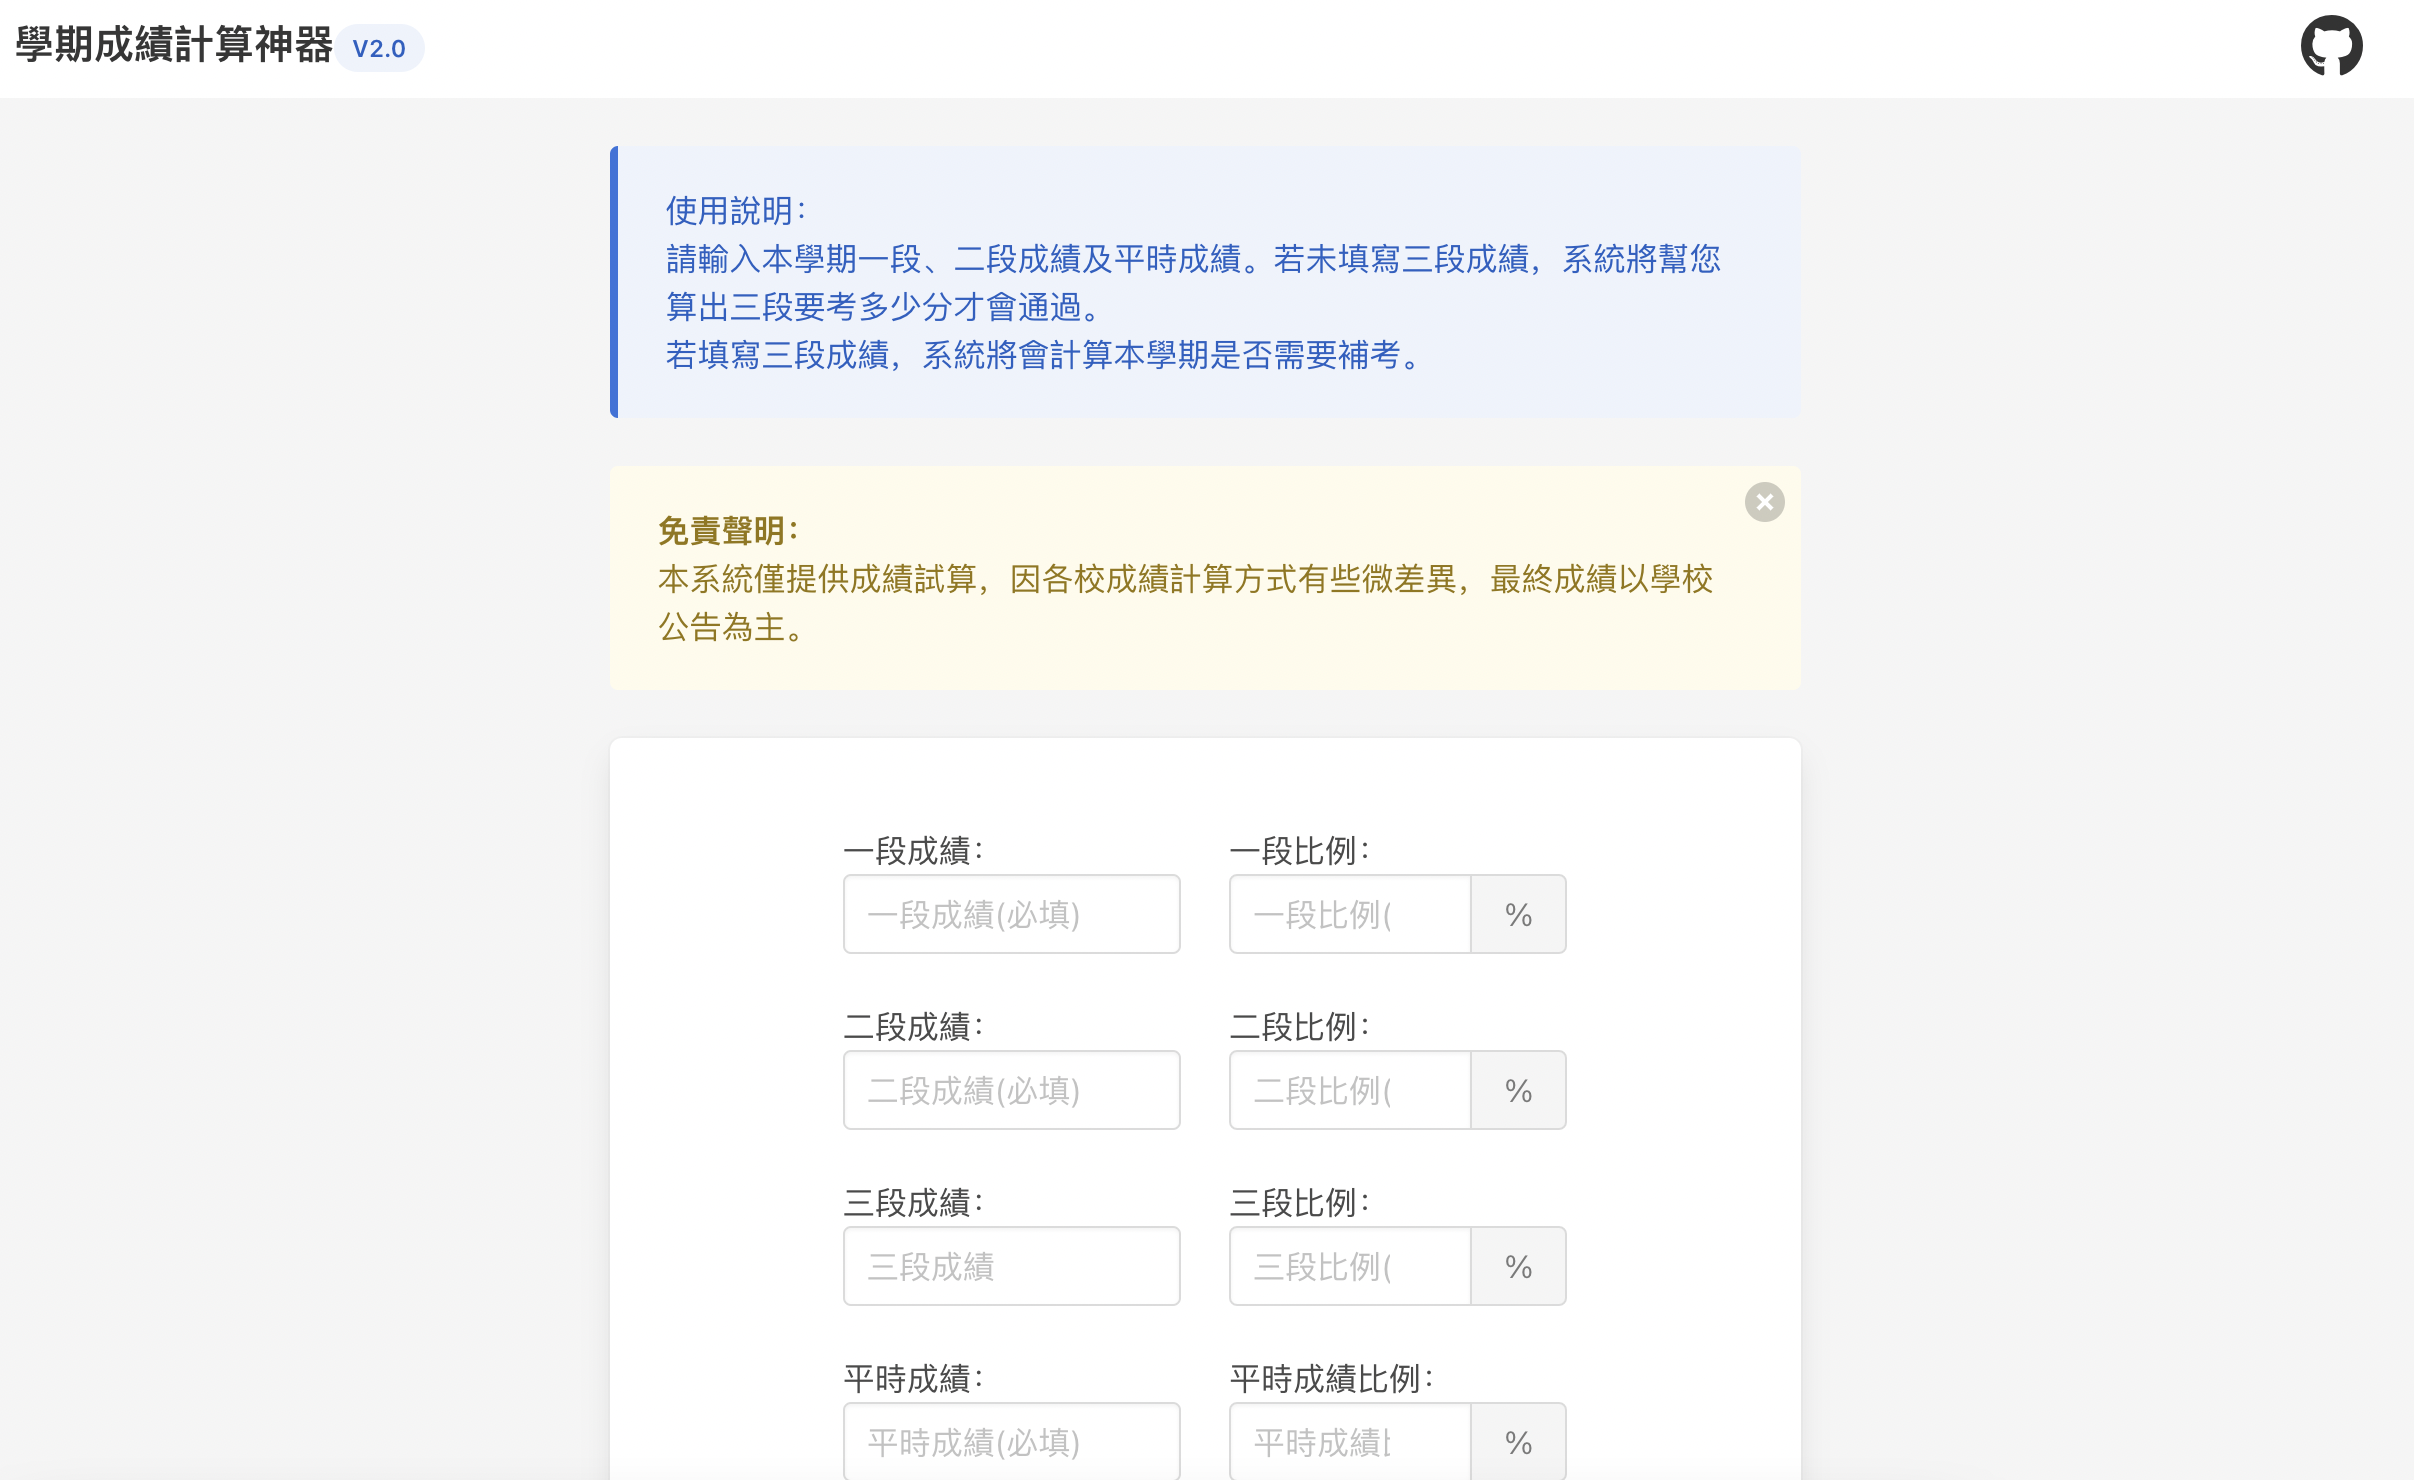 學期成績計算神器 V2.0
使用說明：
請輸入本學期一段、二段成績及平時成績。若未填寫三段成績，系統將幫您
算出三段要考多少分才會通過。
若填寫三段成績，系統將會計算本學期是否需要補考。
免責聲明：
本系統僅提供成績試算，因各校成績計算方式有些微差異，最終成績以學校
公告為主。
一段成績： 一段比例：
一段成績(必填) 一段比例( %
二段成績： 二段比例：
二段成績(必填) 二段比例( %
三段成績： 三段比例：
三段成績 三段比例( %
平時成績： 平時成績比例：
平時成績(必填) 平時成績 %